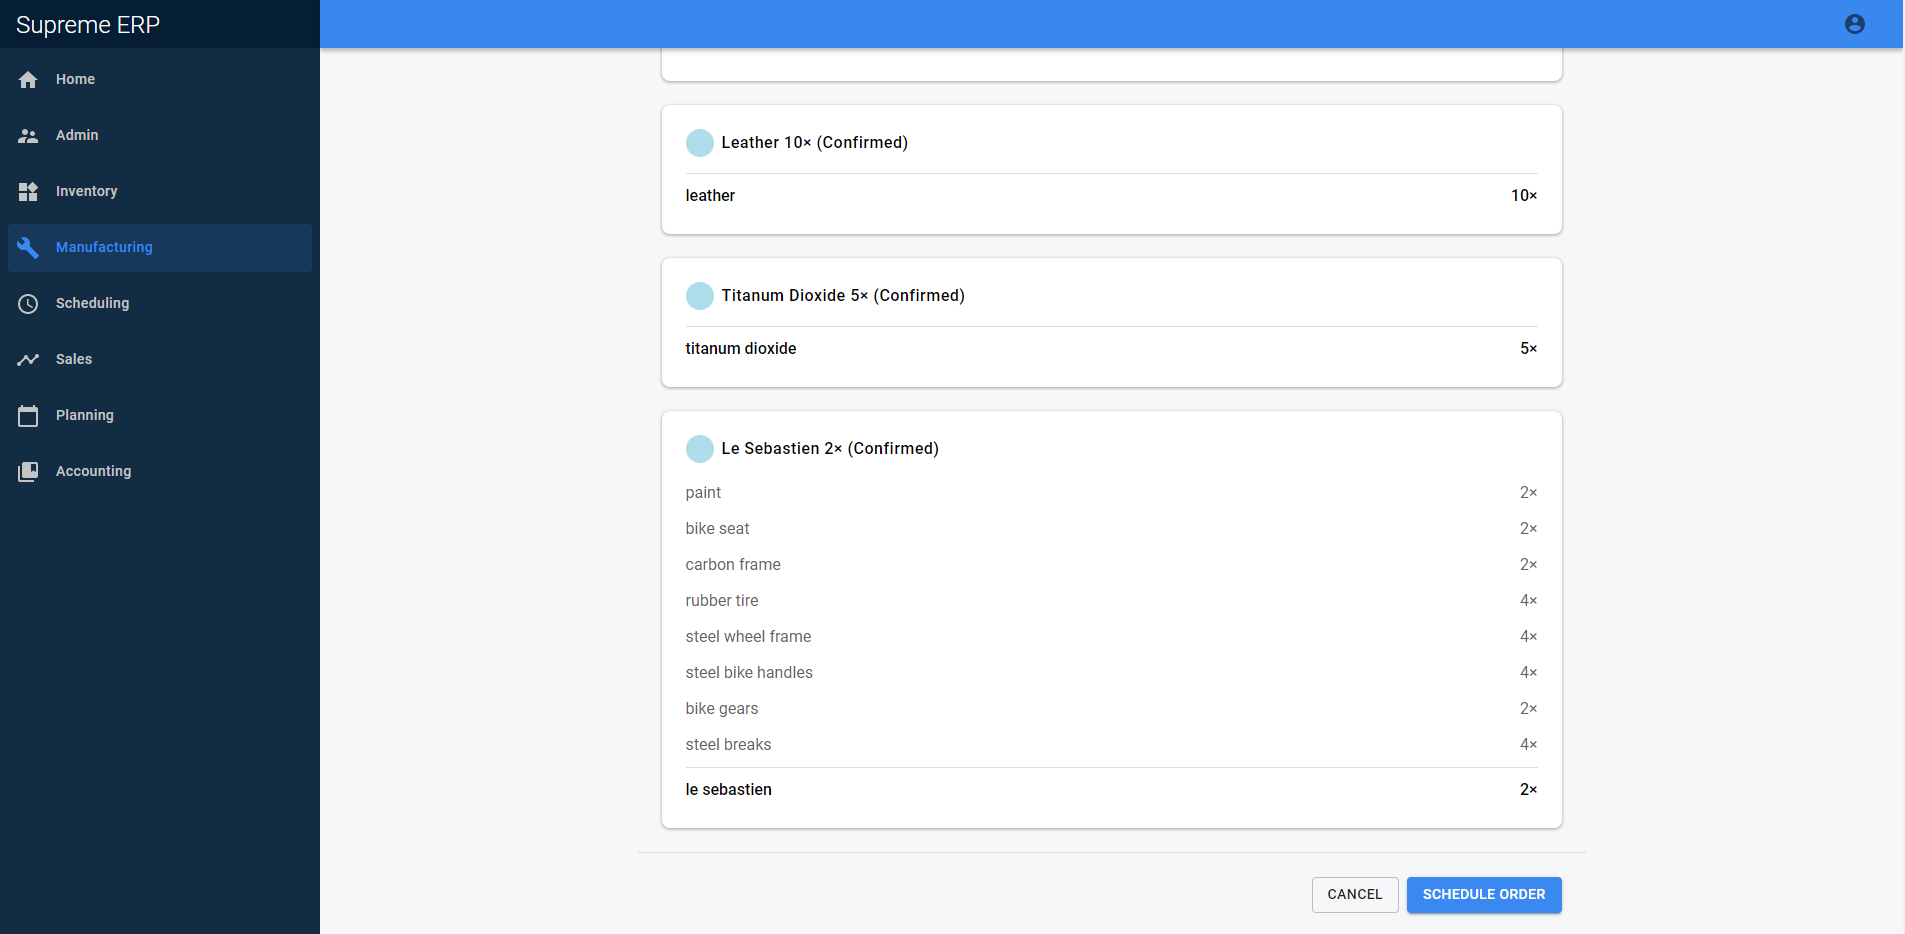 Supreme ERP
Home
Admin
Inventory
Manufacturing
Scheduling
Sales
Planning
Accounting
Leather 10× (Confirmed)
leather 10×
Titanum Dioxide 5× (Confirmed)
titanum dioxide 5×
Le Sebastien 2× (Confirmed)
paint 2×
bike seat 2×
carbon frame 2×
rubber tire 4×
steel wheel frame 4×
steel bike handles 4×
bike gears 2×
steel breaks 4×
le sebastien 2×
CANCEL SCHEDULE ORDER